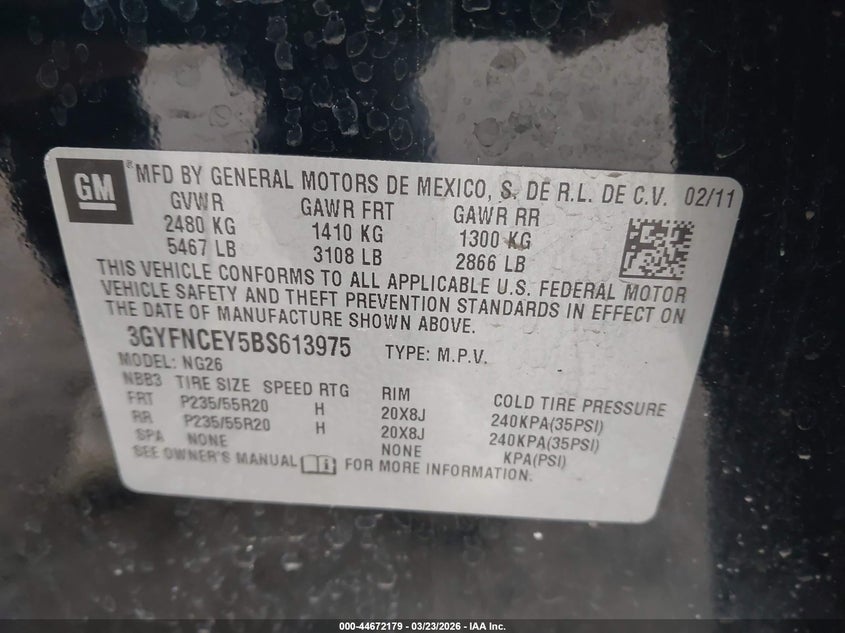 GM
® MFD BY GENERAL MOTORS DE MEXICO, S. DE R.L. DE C.V. 02/11
GVWR GAWR FRT GAWR RR
2480 KG 1410 KG 1300 KG
5467 LB 3108 LB 2866 LB
THIS VEHICLE CONFORMS TO ALL APPLICABLE U.S. FEDERAL MOTOR
VEHICLE SAFETY AND THEFT PREVENTION STANDARDS IN EFFECT ON
THE DATE OF MANUFACTURE SHOWN ABOVE.
3GYFNCEY5BS613975 TYPE: M.P.V.
MODEL: NG26
NBB3 TIRE SIZE SPEED RTG RIM COLD TIRE PRESSURE
FRT P235/55R20 H 20X8J 240KPA(35PSI)
RR P235/55R20 H 20X8J 240KPA(35PSI)
SPA NONE NONE KPA(PSI)
SEE OWNER'S MANUAL FOR MORE INFORMATION.
000-44672179 — 03/23/2026 — IAA Inc.